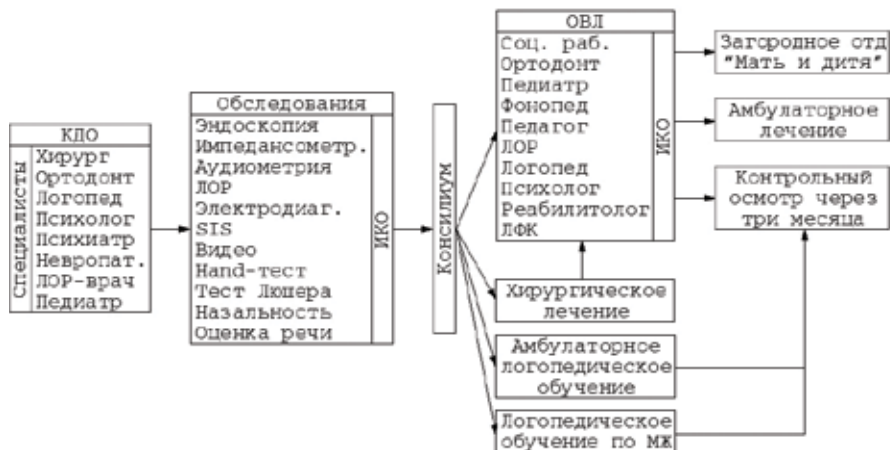 КДО
Специалисты
Хирург
Ортодонт
Логопед
Психолог
Психиатр
Невропат.
ЛОР-врач
Педиатр
Обследования
Эндоскопия
Импедансометр.
Аудиометрия
ЛОР
Электродиаг.
SIS
Видео
Hand-тест
Тест Люшера
Назальность
Оценка речи
ИКО
Консилиум
ОВЛ
Соц. раб.
Ортодонт
Педиатр
Фонопед
Педагог
ЛОР
Логопед
Психолог
Реабилитолог
ЛФК
ИКО
Хирургическое
лечение
Амбулаторное
логопедическое
обучение
Логопедическое
обучение по МЖ
Загородное отд
"Мать и дитя"
Амбулаторное
лечение
Контрольный
осмотр через
три месяца